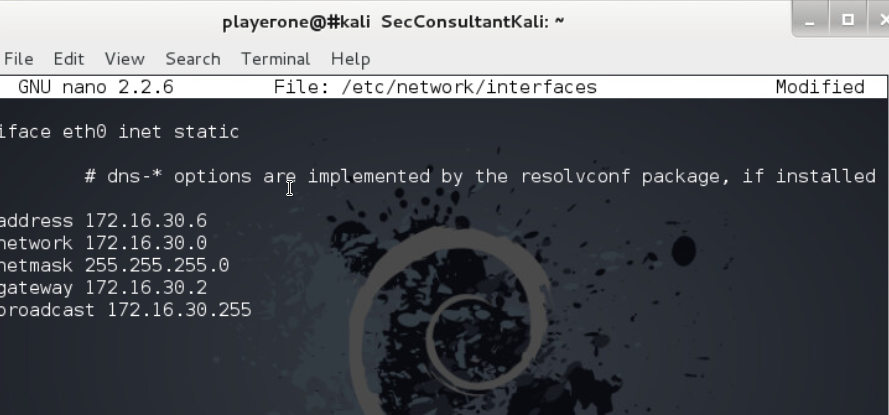 playerone@#kali SecConsultantKali: ~
File Edit View Search Terminal Help
GNU nano 2.2.6 File: /etc/network/interfaces Modified
iface eth0 inet static
# dns-* options are implemented by the resolvconf package, if installed
address 172.16.30.6
network 172.16.30.0
netmask 255.255.255.0
gateway 172.16.30.2
broadcast 172.16.30.255